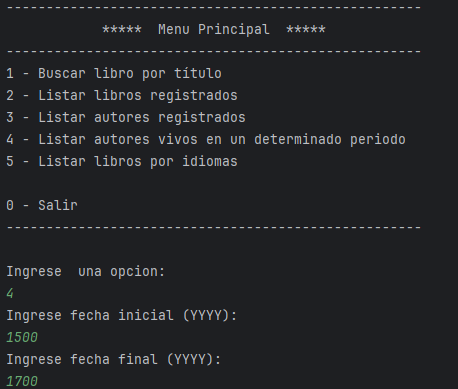 ----------------------------------------------------
***** Menu Principal *****
----------------------------------------------------
1 - Buscar libro por título
2 - Listar libros registrados
3 - Listar autores registrados
4 - Listar autores vivos en un determinado periodo
5 - Listar libros por idiomas
0 - Salir
----------------------------------------------------
Ingrese  una opcion:
4
Ingrese fecha inicial (YYYY):
1500
Ingrese fecha final (YYYY):
1700